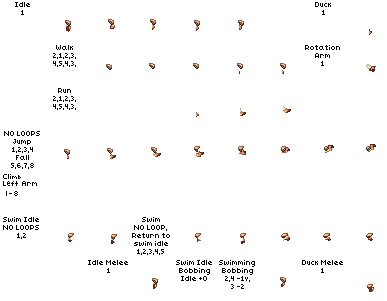 Idle
1
Duck
1
Walk
2,1,2,3,
4,5,4,3,
Rotation
Arm
1
Run
2,1,2,3,
4,5,4,3,
NO LOOPS
Jump
1,2,3,4
Fall
5,6,7,8
Climb
Left Arm
1-8
Swim Idle
NO LOOPS
1,2
Swim
NO LOOP,
Return to
swim idle
1,2,3,4,5
Idle Melee
1
Swim Idle
Bobbing
Idle +0
Swimming
Bobbing
2,4 -1v,
3 -2
Duck Melee
1